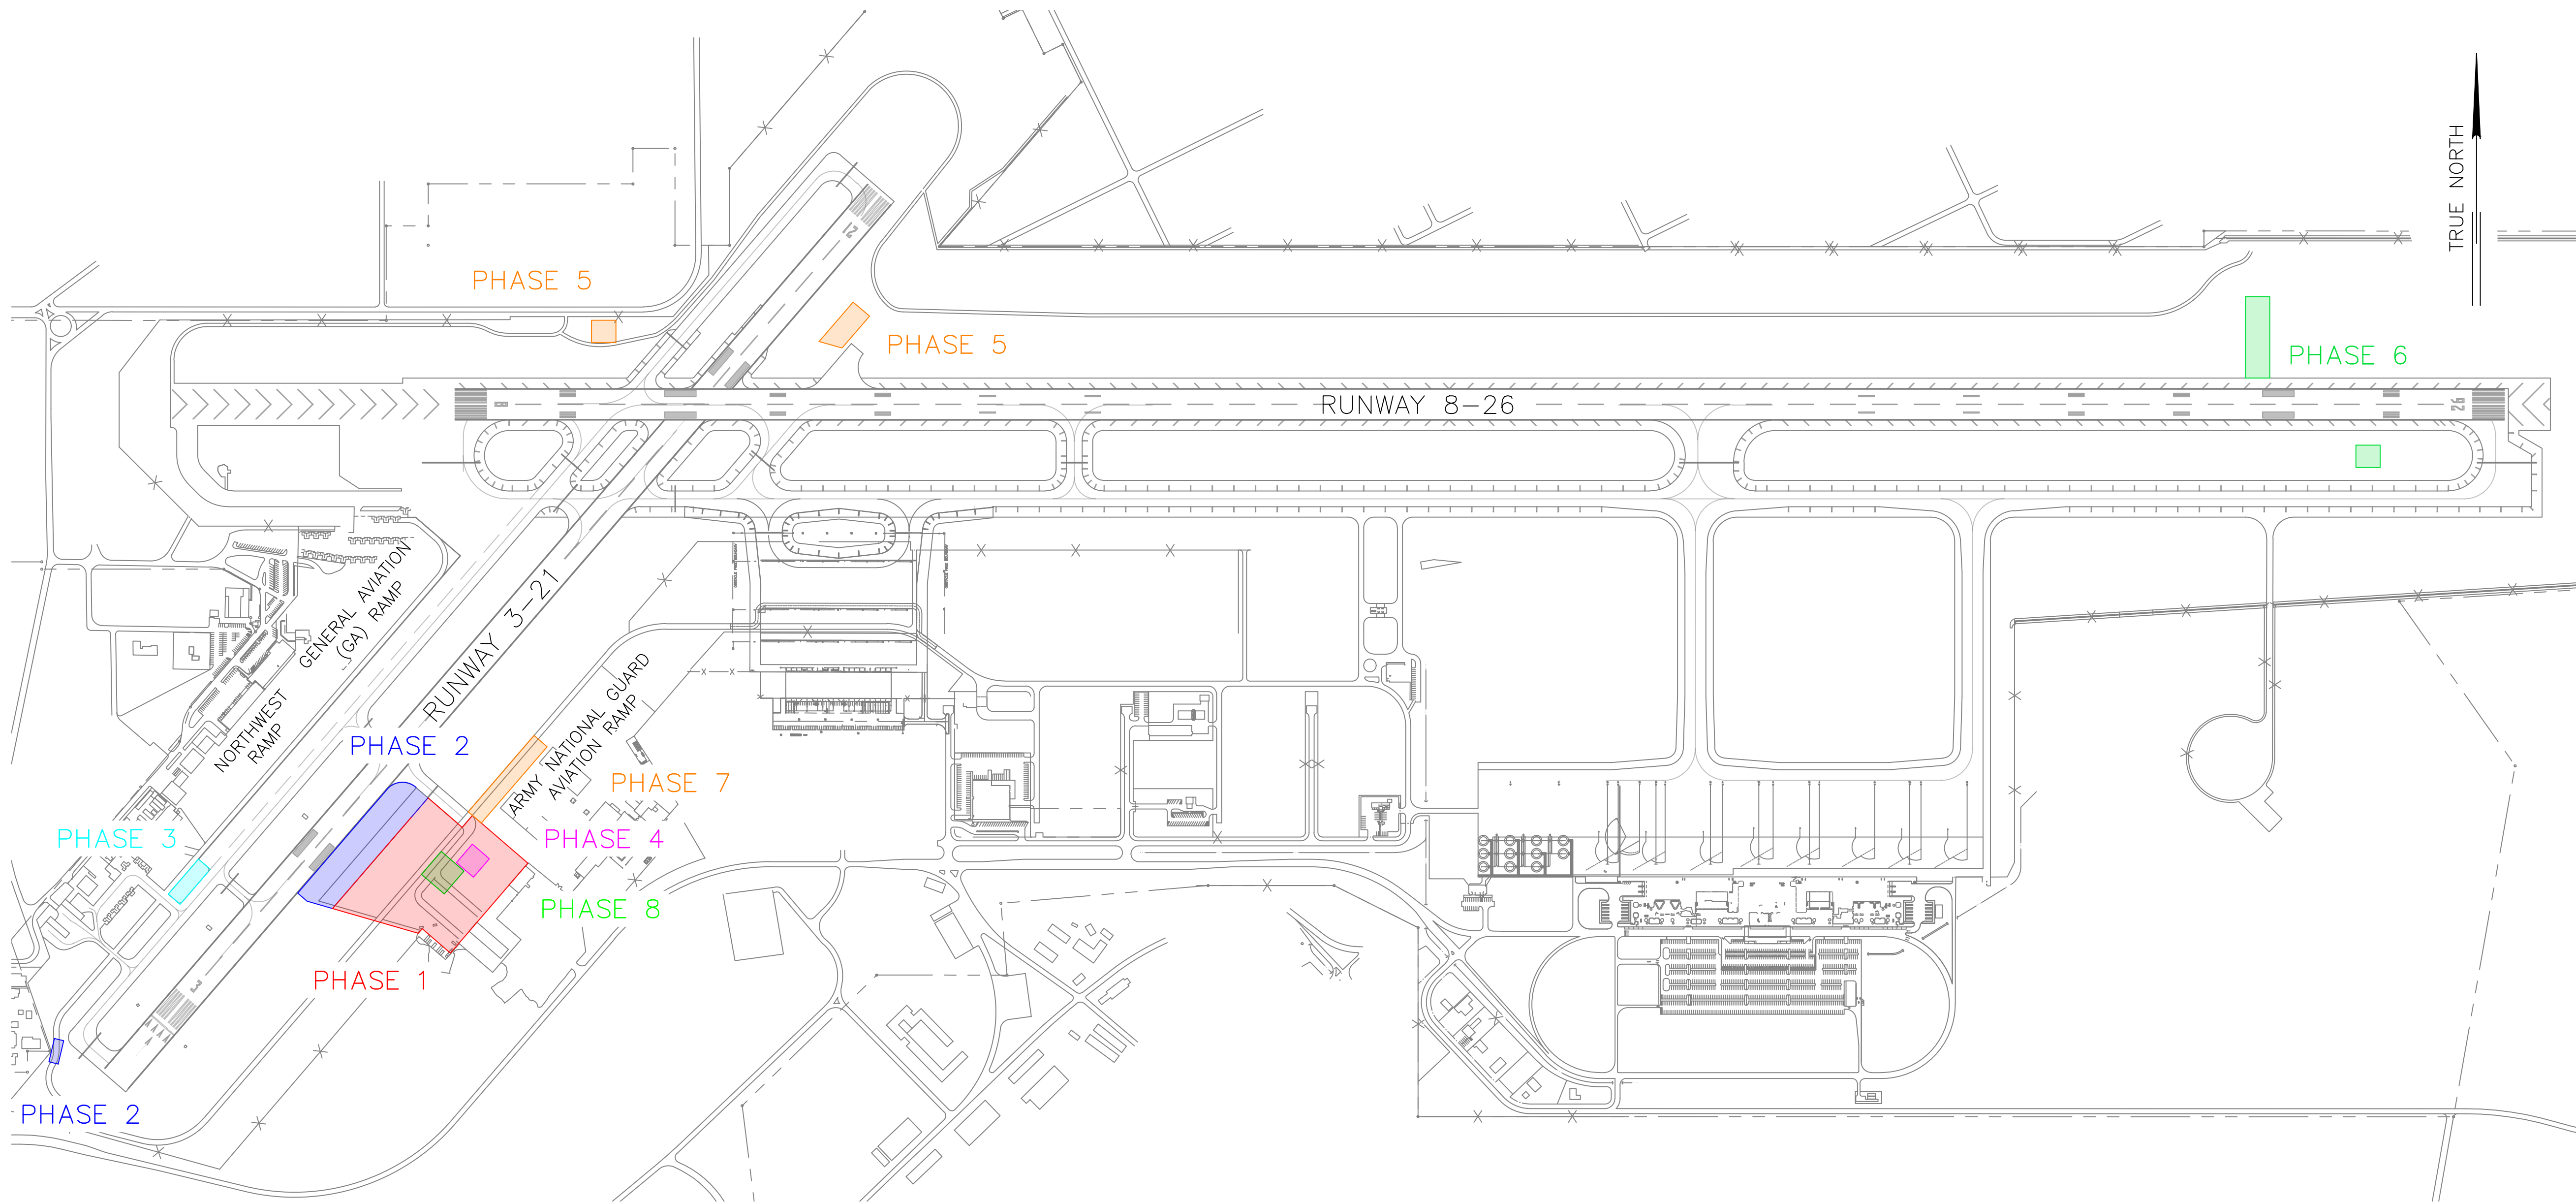 TRUE NORTH
21
PHASE 5
PHASE 5
PHASE 6
8
RUNWAY 8-26
26
GENERAL AVIATION
(GA) RAMP
RUNWAY 3-21
NORTHWEST
RAMP
ARMY NATIONAL GUARD
AVIATION RAMP
PHASE 2
PHASE 7
PHASE 3
PHASE 4
PHASE 8
PHASE 1
3
PHASE 2